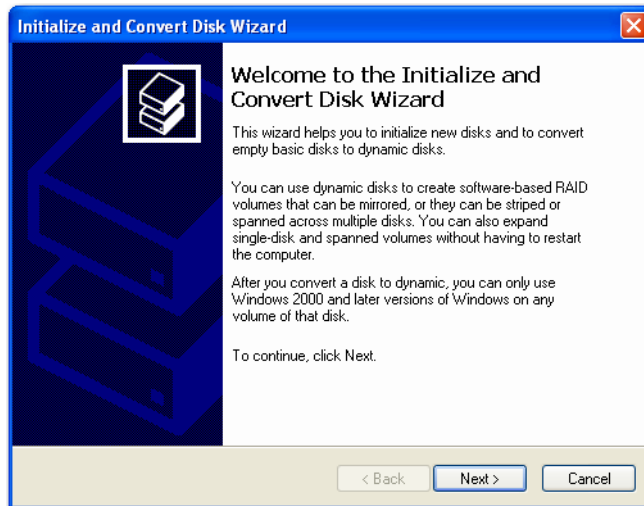 Initialize and Convert Disk Wizard
Welcome to the Initialize and
Convert Disk Wizard
This wizard helps you to initialize new disks and to convert
empty basic disks to dynamic disks.
You can use dynamic disks to create software-based RAID
volumes that can be mirrored, or they can be striped or
spanned across multiple disks. You can also expand
single-disk and spanned volumes without having to restart
the computer.
After you convert a disk to dynamic, you can only use
Windows 2000 and later versions of Windows on any
volume of that disk.
To continue, click Next.
< Back Next > Cancel